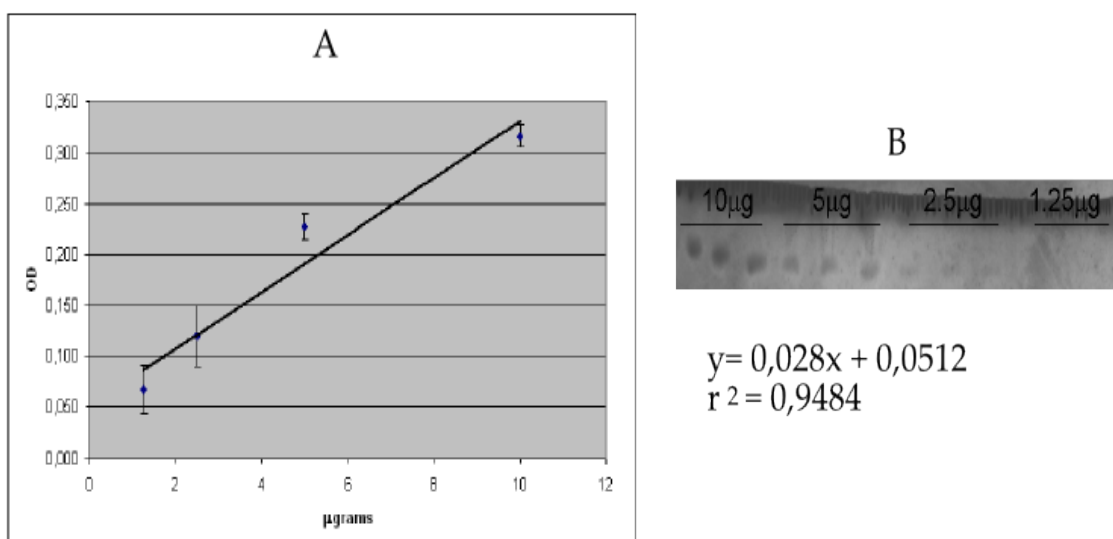 A
0,350
0,300
0,250
0,200
0,150
0,100
0,050
0,000
OD
0 2 4 6 8 10 12
µgrams
B
10µg 5µg 2.5µg 1.25µg
y= 0,028x + 0,0512
r 2 = 0,9484